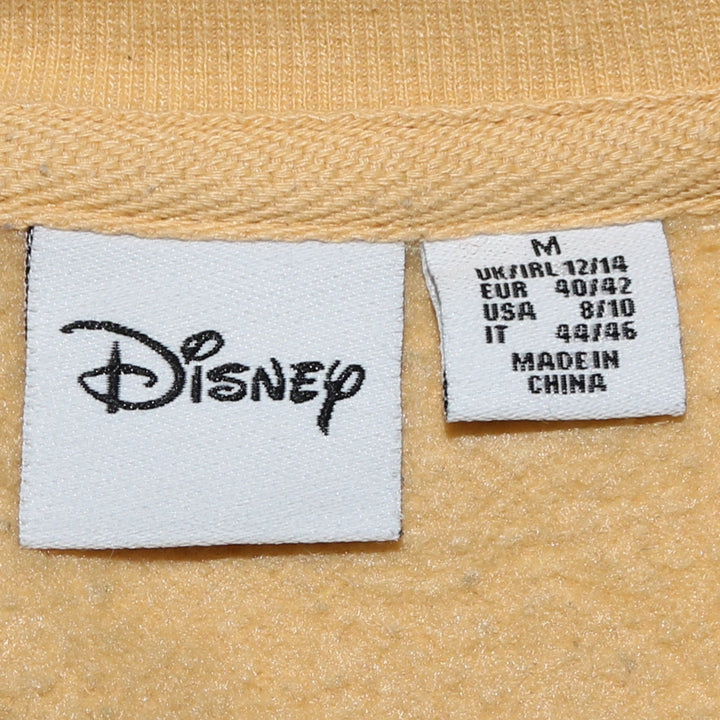 Disney
M
UK/IRL 12/14
EUR 40/42
USA 8/10
IT 44/46
MADE IN
CHINA